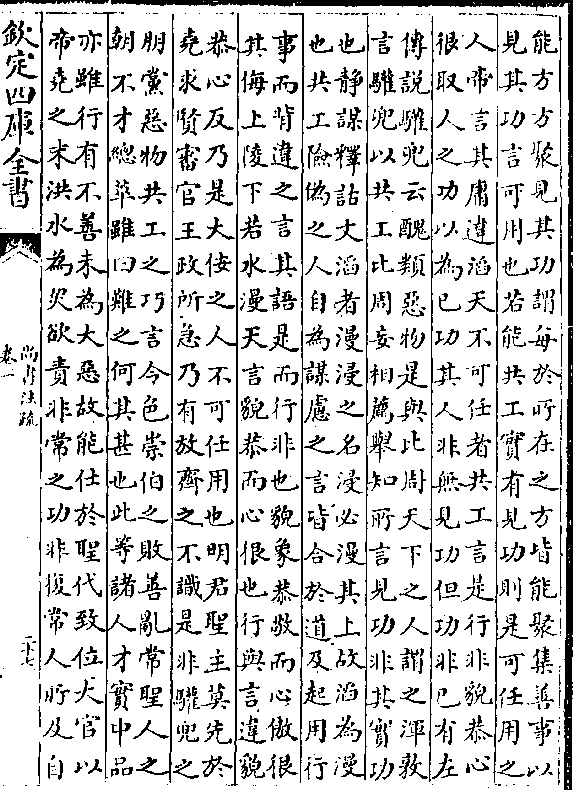 能方方聚見其功謂每於所在之方皆能聚集善事以
見其功言可用也若能共工實有見功則是可任用之
人帝言其庸違滔天不可任者共工言是行非貌恭心
很取人之功以為已功其人非無見功但功非已有左
傳說驩兜云醜類惡物是與比周天下之人謂之渾敦
言驩兜以共工比周妄相薦舉知所言見功非其實功
也靜謀釋詁文滔者漫漫之名浸必漫其上故滔為漫
也共工險偽之人自為謀慮之言皆合於道及起用行
事而背違之言其語是而行非也貌象恭敬而心傲很
其侮上陵下若水漫天言貌恭而心很也行與言違貌
恭心反乃是大佞之人不可任用也明君聖主莫先於
堯求賢審官王政所急乃有放齊之不識是非驩兜之
朋黨惡物共工之巧言令色崇伯之敗善亂常聖人之
朝不才總萃雖曰難之何其甚也此等諸人才實中品
亦雖行有不善未為大惡故能仕於聖代致位大官以
帝堯之末洪水為災欲責非常之功非復常人所及自
欽定四庫全書
尚書注疏
卷一
二十七